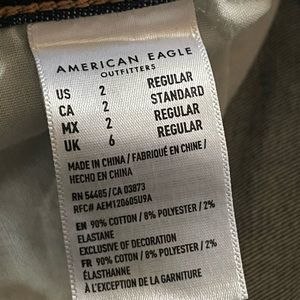 AMERICAN EAGLE
OUTFITTERS
US 2 REGULAR
CA 2 STANDARD
MX 2 REGULAR
UK 6 REGULAR
MADE IN CHINA / FABRIQUÉ EN CHINE /
HECHO EN CHINA
RN 54485 / CA 03873
RFC# AEM120605U9A
EN 90% COTTON / 8% POLYESTER / 2%
ELASTANE
EXCLUSIVE OF DECORATION
FR 90% COTON / 8% POLYESTER / 2%
ÉLASTHANNE
À L'EXCEPTION DE LA GARNITURE